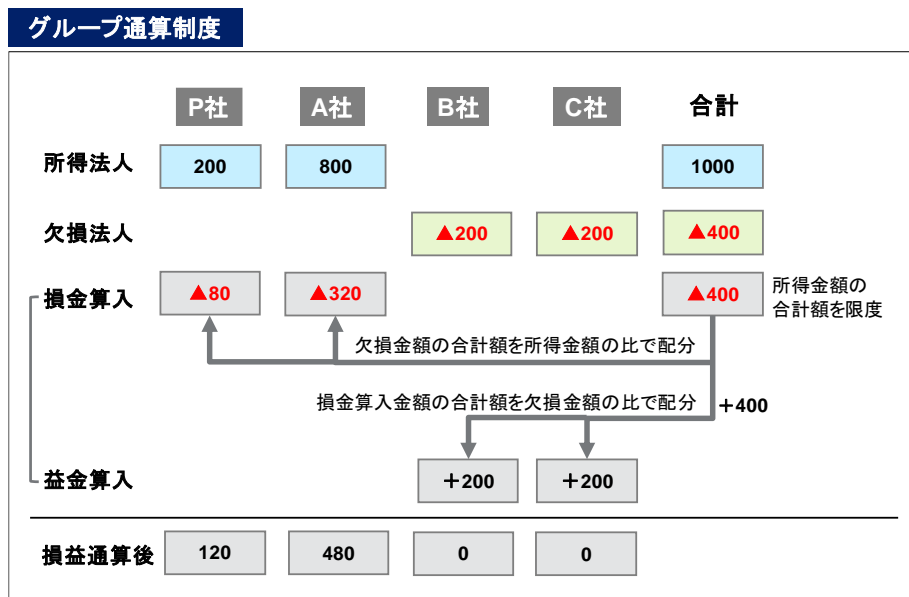 グループ通算制度
P社 A社 B社 C社 合計
所得法人 200 800 1000
欠損法人 ▲200 ▲200 ▲400
損金算入 ▲80 ▲320 ▲400 所得金額の
合計額を限度
欠損金額の合計額を所得金額の比で配分
損金算入金額の合計額を欠損金額の比で配分 +400
益金算入 +200 +200
損益通算後 120 480 0 0